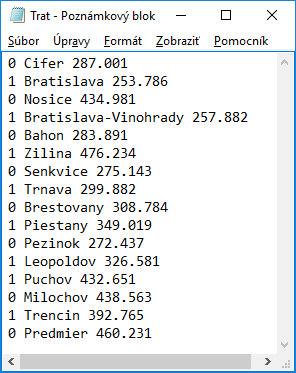 Trat - Poznámkový blok
Súbor Úpravy Formát Zobraziť Pomocník
0 Cifer 287.001
1 Bratislava 253.786
0 Nosice 434.981
1 Bratislava-Vinohrady 257.882
0 Bahon 283.891
1 Zilina 476.234
0 Senkvice 275.143
1 Trnava 299.882
0 Brestovany 308.784
1 Piestany 349.019
0 Pezinok 272.437
1 Leopoldov 326.581
1 Puchov 432.651
0 Milochov 438.563
1 Trencin 392.765
0 Predmier 460.231